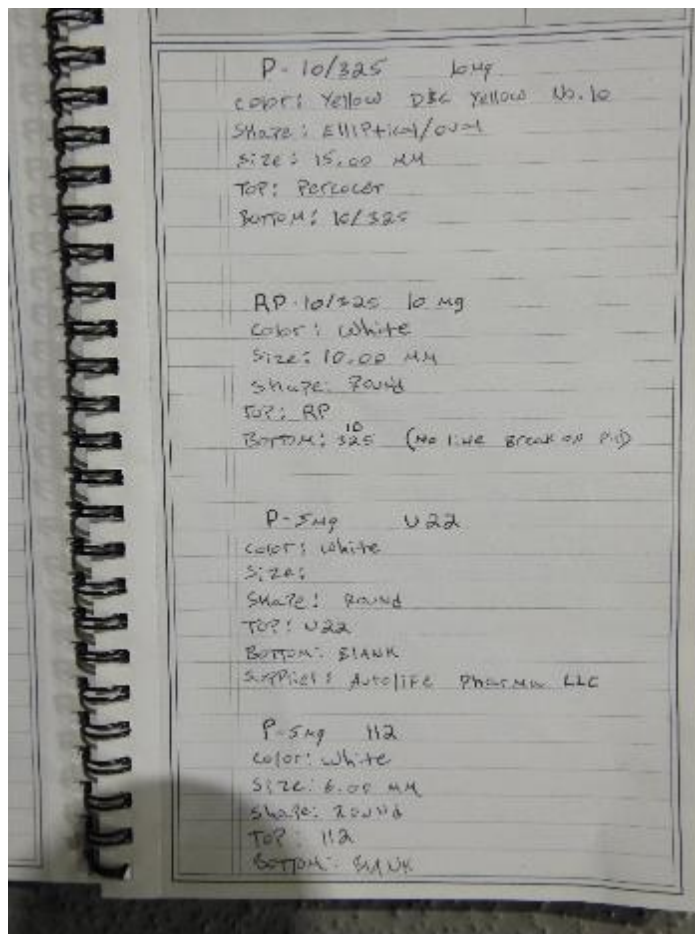 P-10/325 10mg
Color: Yellow D&C Yellow No.10
Shape: Elliptical/oval
Size: 15.00 MM
Top: Percocet
Bottom: 10/325
RP-10/325 10 mg
Color: White
Size: 10.00 MM
Shape: Round
Top: RP
Bottom: 10/325 (No line Break on Pill)
P-5mg U22
Color: White
Size:
Shape: Round
Top: U22
Bottom: BLANK
Supplier: Autolife Pharma LLC
P-5mg 112
Color: White
Size: 6.00 MM
Shape: Round
Top: 112
Bottom: BLANK